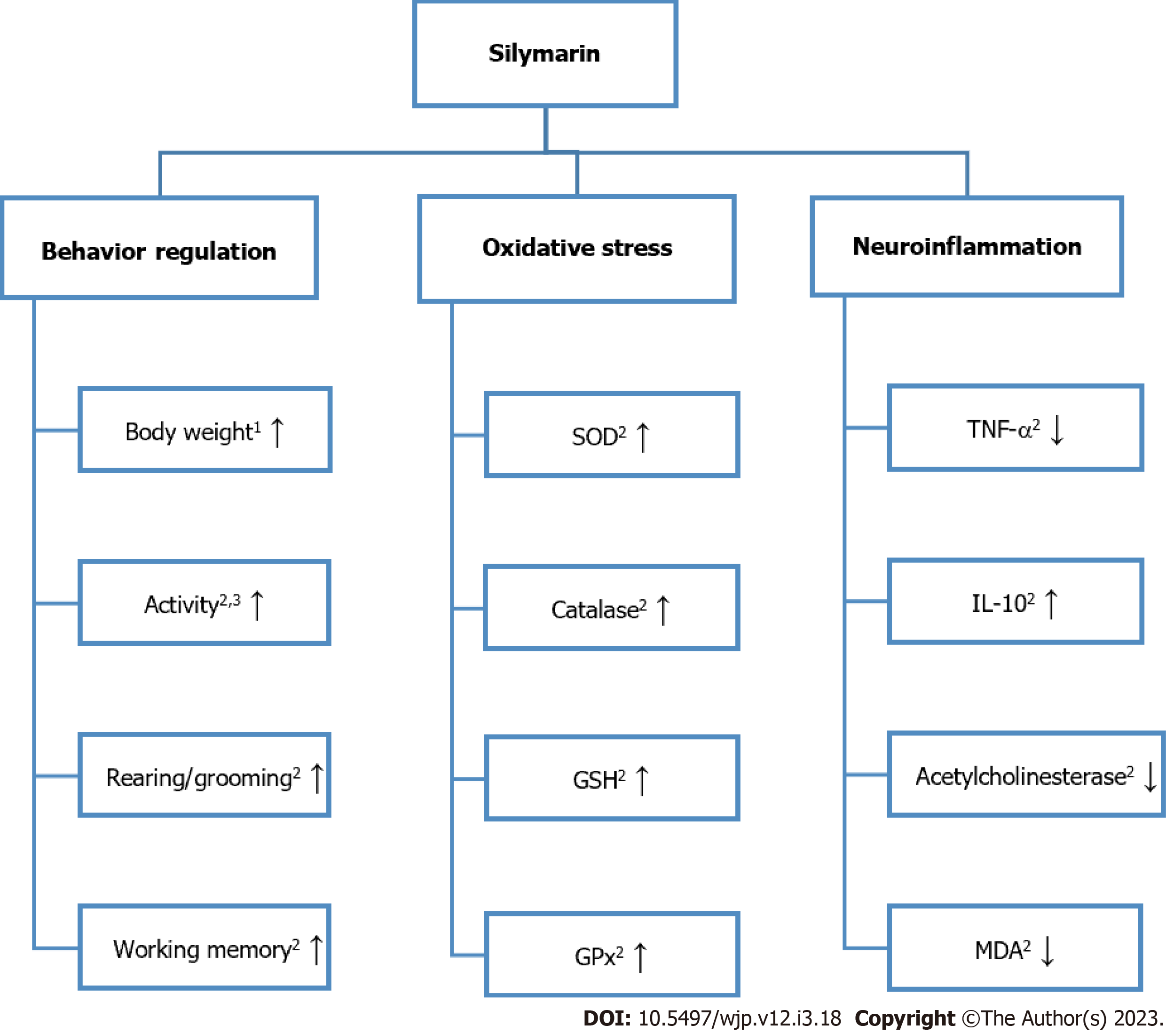 Silymarin
Behavior regulation
Body weight¹ ↑
Activity²,³ ↑
Rearing/grooming² ↑
Working memory² ↑
Oxidative stress
SOD² ↑
Catalase² ↑
GSH² ↑
GPx² ↑
Neuroinflammation
TNF-α² ↓
IL-10² ↑
Acetylcholinesterase² ↓
MDA² ↓
DOI: 10.5497/wjp.v12.i3.18 Copyright ©The Author(s) 2023.